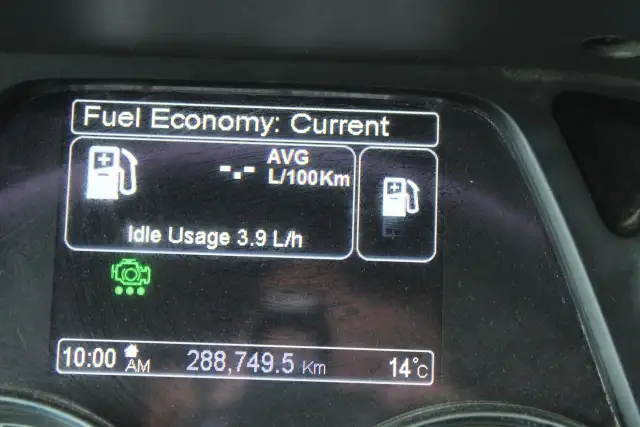 Fuel Economy: Current
-.- AVG
L/100Km
Idle Usage 3.9 L/h
10:00 AM 288,749.5 Km 14°C